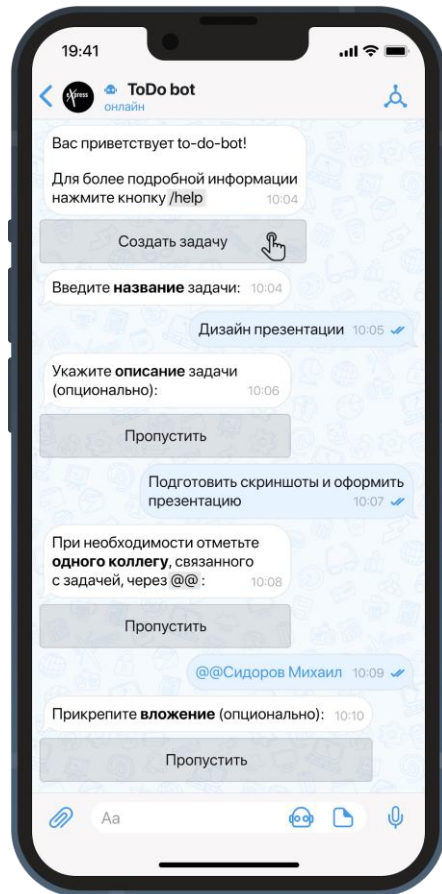 19:41
eXpress
ToDo bot
онлайн
Вас приветствует to-do-bot!
Для более подробной информации
нажмите кнопку /help 10:04
Создать задачу
Введите название задачи: 10:04
Дизайн презентации 10:05
Укажите описание задачи
(опционально): 10:06
Пропустить
Подготовить скриншоты и оформить
презентацию 10:07
При необходимости отметьте
одного коллегу, связанного
с задачей, через @@ : 10:08
Пропустить
@@Сидоров Михаил 10:09
Прикрепите вложение (опционально): 10:10
Пропустить
Aa